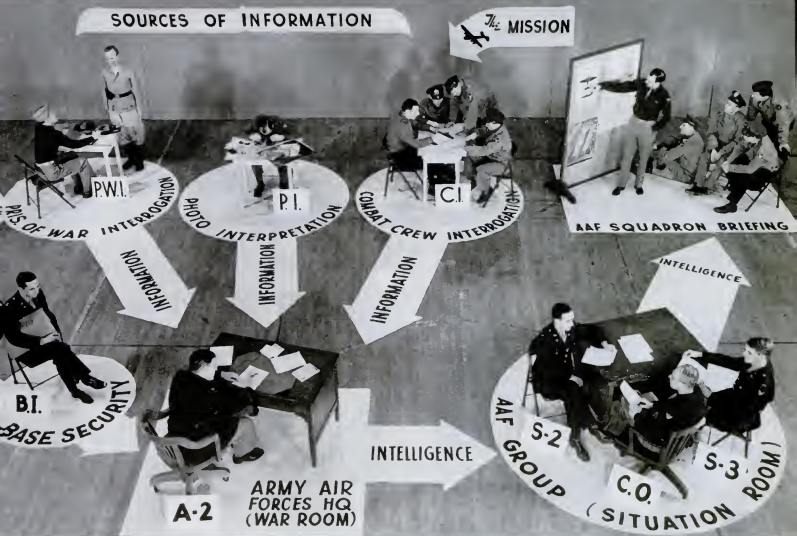 SOURCES OF INFORMATION
The MISSION
P.W.I.
PRIS OF WAR INTERROGATION
P.I.
PHOTO INTERPRETATION
C.I.
COMBAT CREW INTERROGATION
AAF SQUADRON BRIEFING
INFORMATION
INFORMATION
INFORMATION
INTELLIGENCE
B.I.
BASE SECURITY
A-2
ARMY AIR
FORCES HQ
(WAR ROOM)
INTELLIGENCE
S-2
C.O.
S-3
AAF GROUP (SITUATION ROOM)